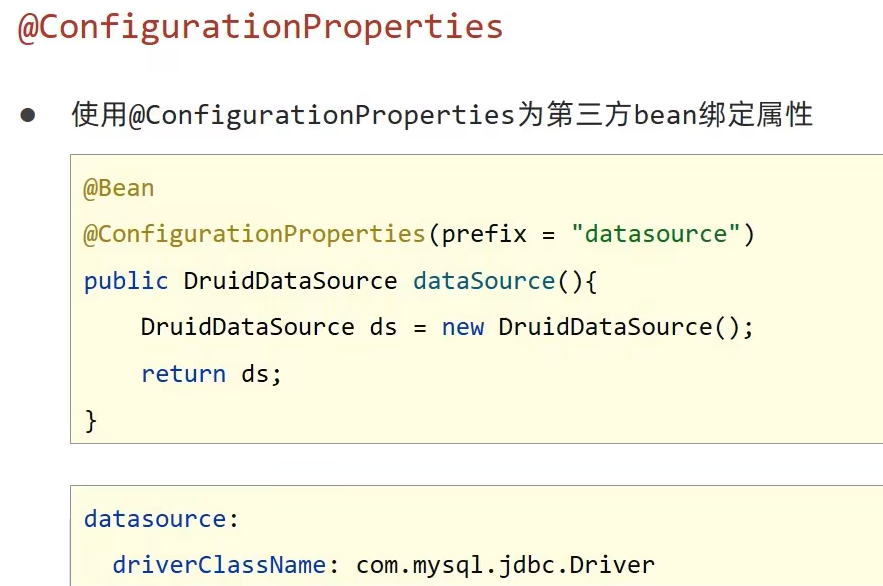 @ConfigurationProperties
● 使用@ConfigurationProperties为第三方bean绑定属性
@Bean
@ConfigurationProperties(prefix = "datasource")
public DruidDataSource dataSource(){
    DruidDataSource ds = new DruidDataSource();
    return ds;
}
datasource:
  driverClassName: com.mysql.jdbc.Driver